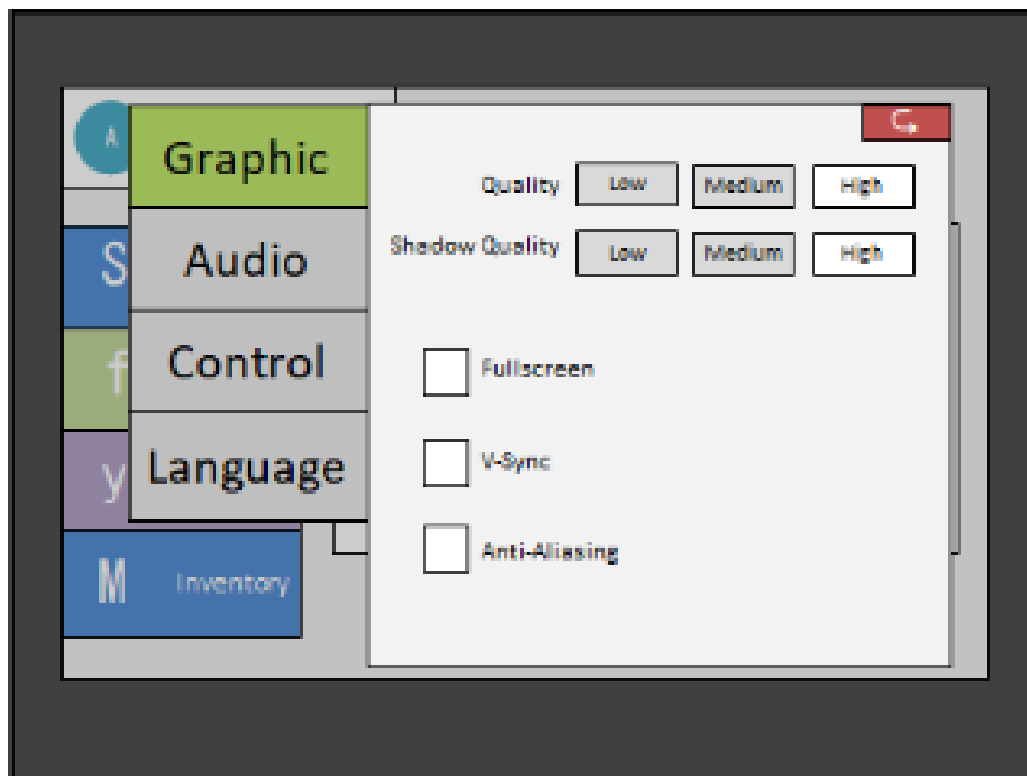 A
Graphic
Audio
Control
Language
S
f
y
M Inventory
Quality Low Medium High
Shadow Quality Low Medium High
Fullscreen
V-Sync
Anti-Aliasing